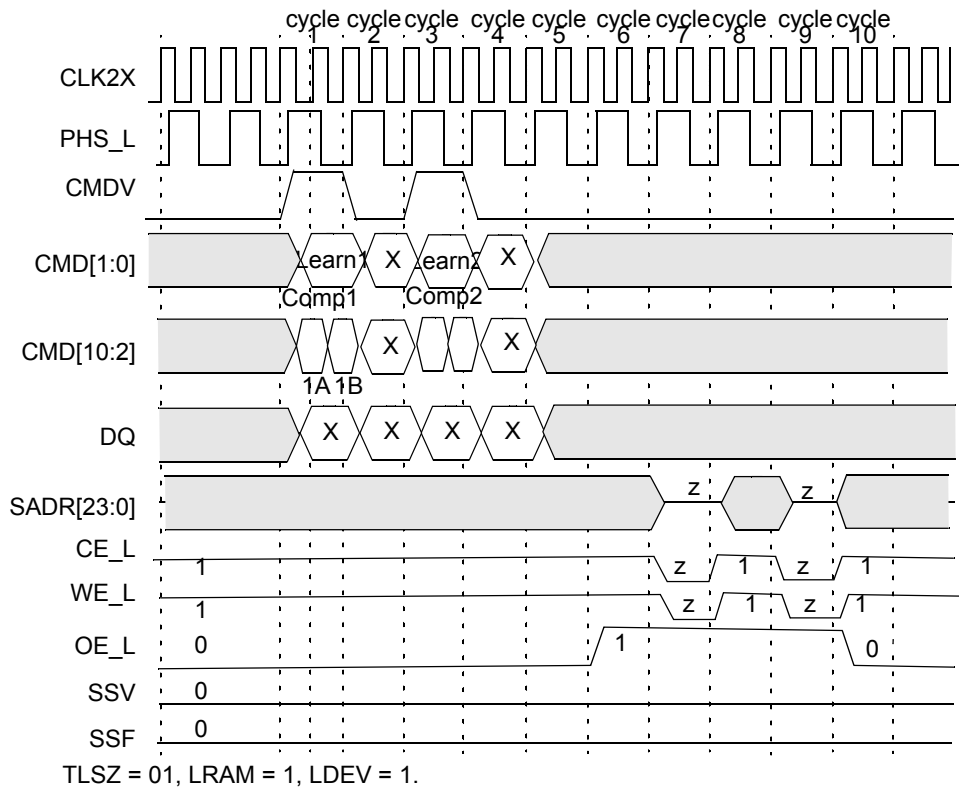 cycle cycle cycle cycle cycle cycle cycle cycle cycle cycle
1 2 3 4 5 6 7 8 9 10
CLK2X
PHS_L
CMDV
CMD[1:0] Learn1 X Learn2 X
Comp1 Comp2
CMD[10:2] X X
1A 1B
DQ X X X X
SADR[23:0] z z
CE_L 1 z 1 z 1
WE_L 1 z 1 z 1
OE_L 0 1 0
SSV 0
SSF 0
TLSZ = 01, LRAM = 1, LDEV = 1.